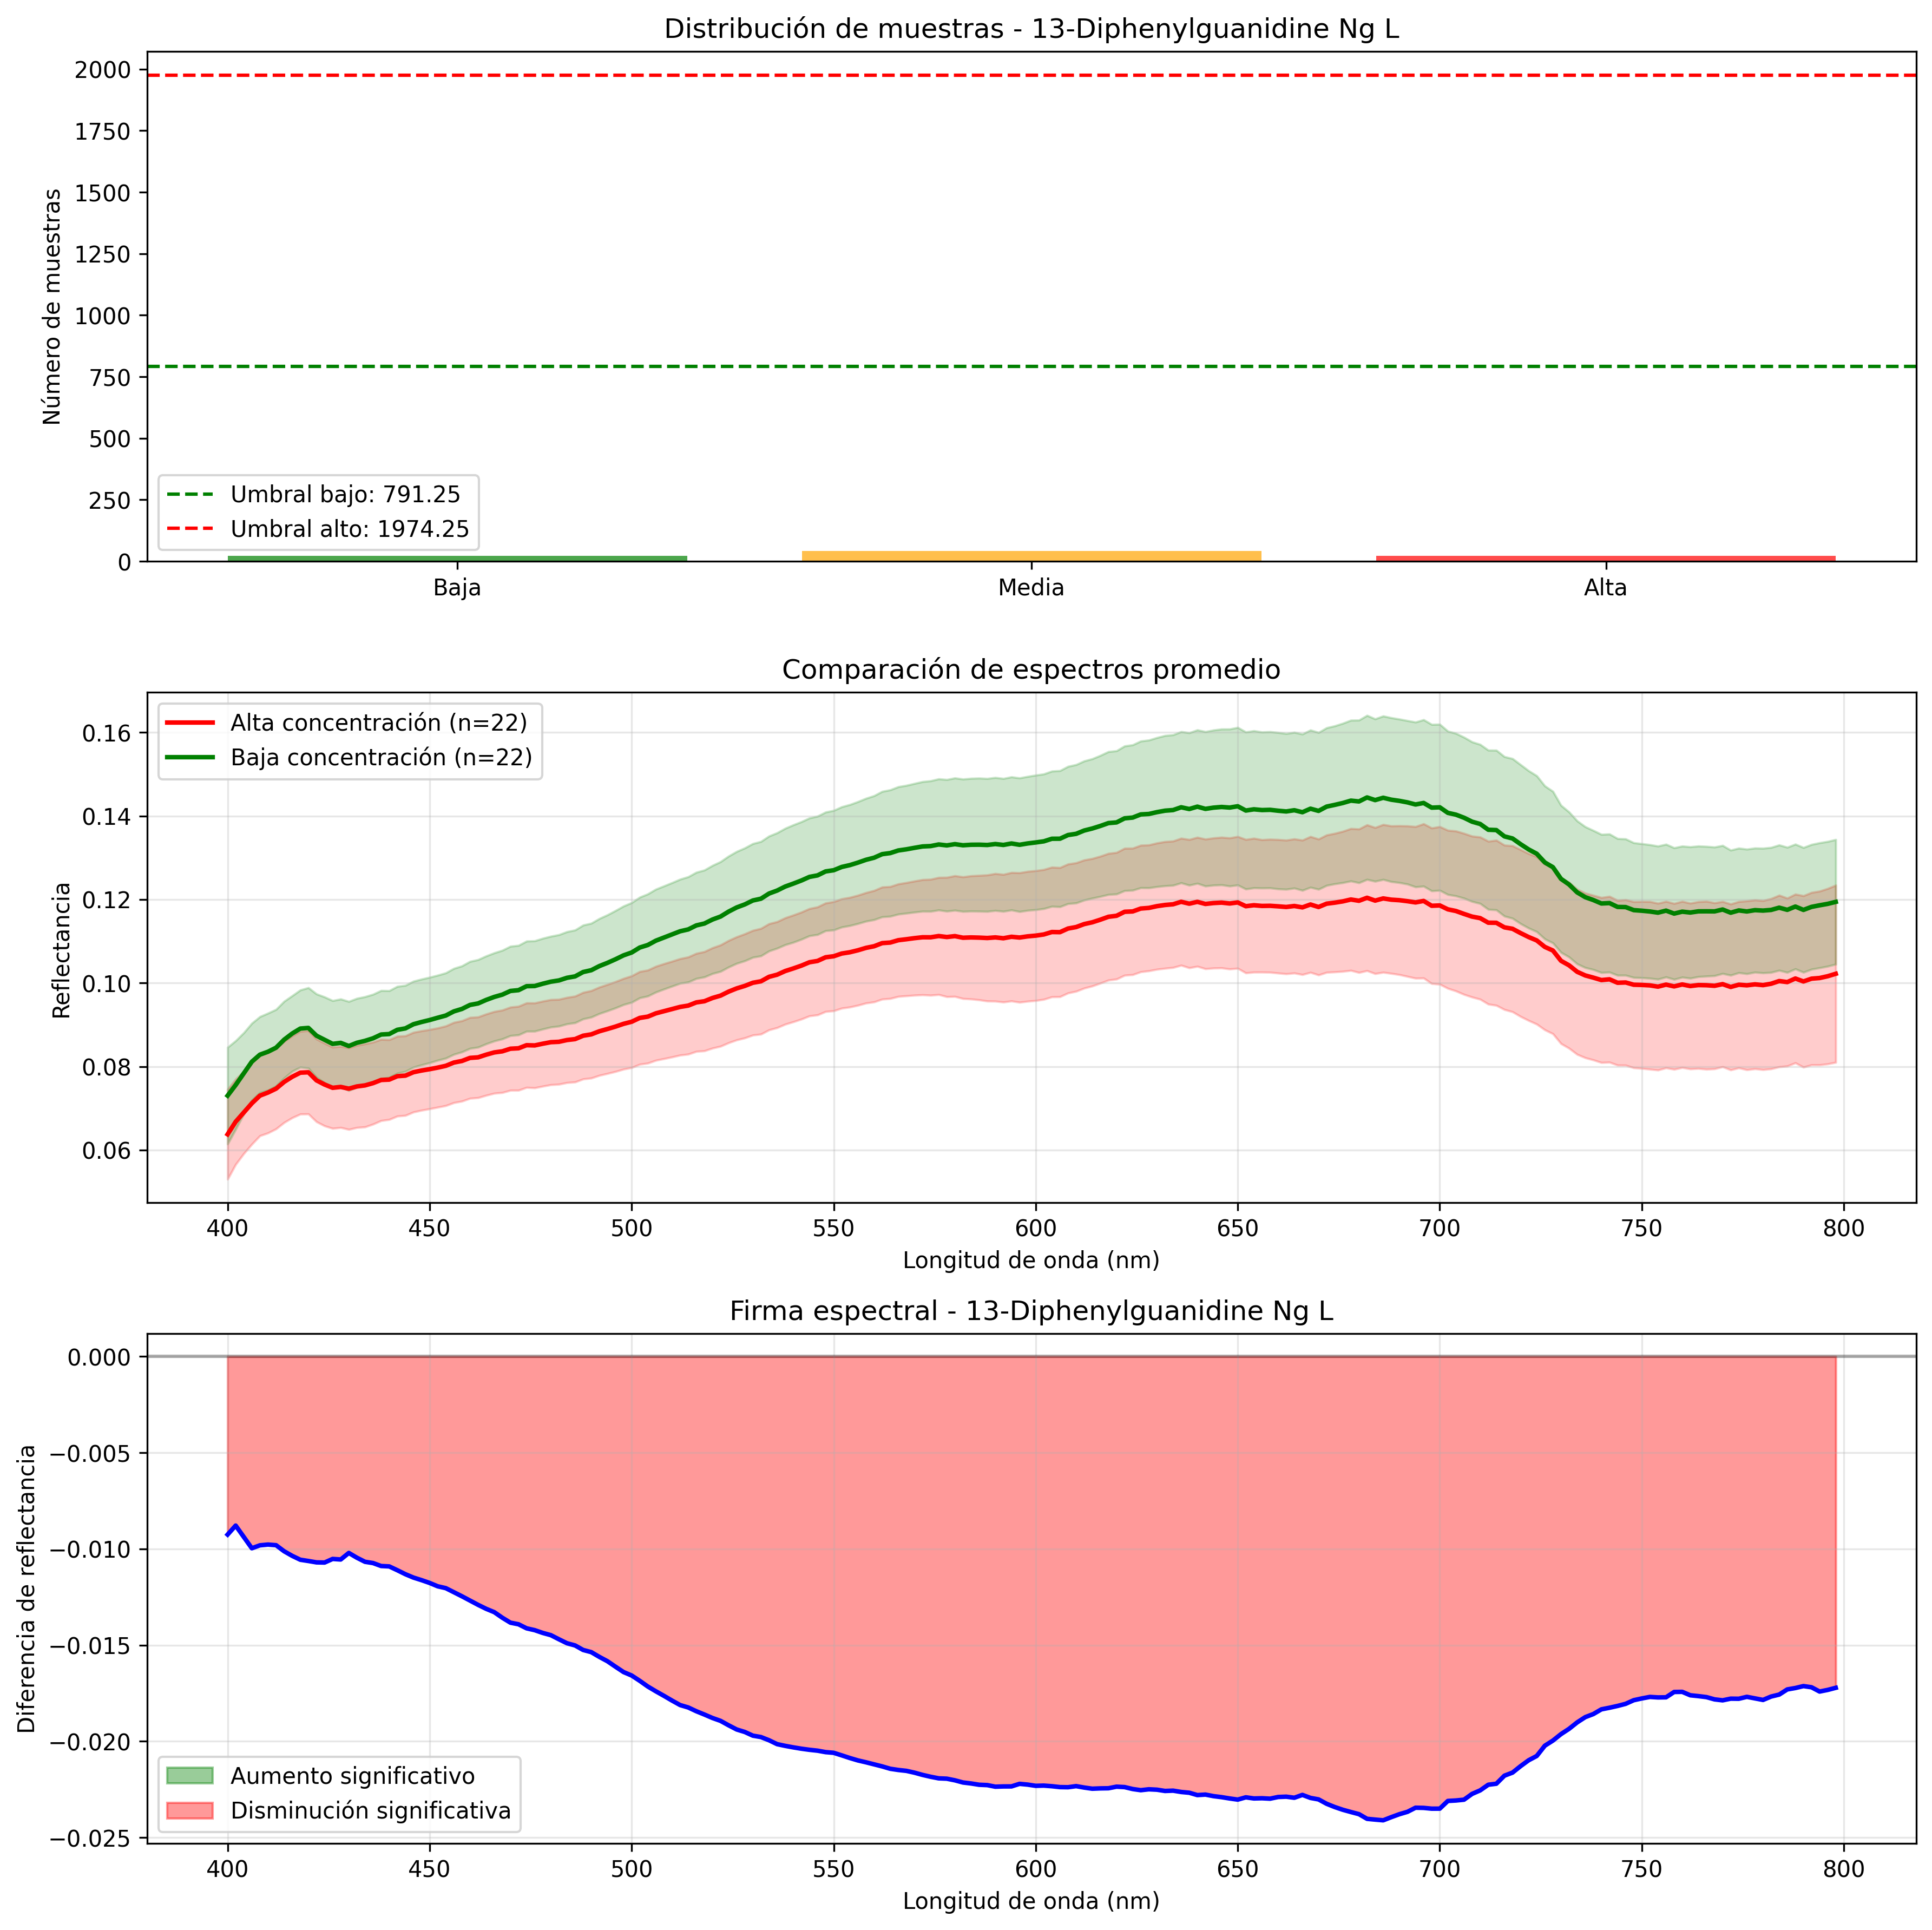 Distribución de muestras - 13-Diphenylguanidine Ng L
Número de muestras
2000
1750
1500
1250
1000
750
500
250
0
Umbral bajo: 791.25
Umbral alto: 1974.25
Baja Media Alta
Comparación de espectros promedio
Reflectancia
0.16
0.14
0.12
0.10
0.08
0.06
Alta concentración (n=22)
Baja concentración (n=22)
400 450 500 550 600 650 700 750 800
Longitud de onda (nm)
Firma espectral - 13-Diphenylguanidine Ng L
Diferencia de reflectancia
0.000
−0.005
−0.010
−0.015
−0.020
−0.025
Aumento significativo
Disminución significativa
400 450 500 550 600 650 700 750 800
Longitud de onda (nm)